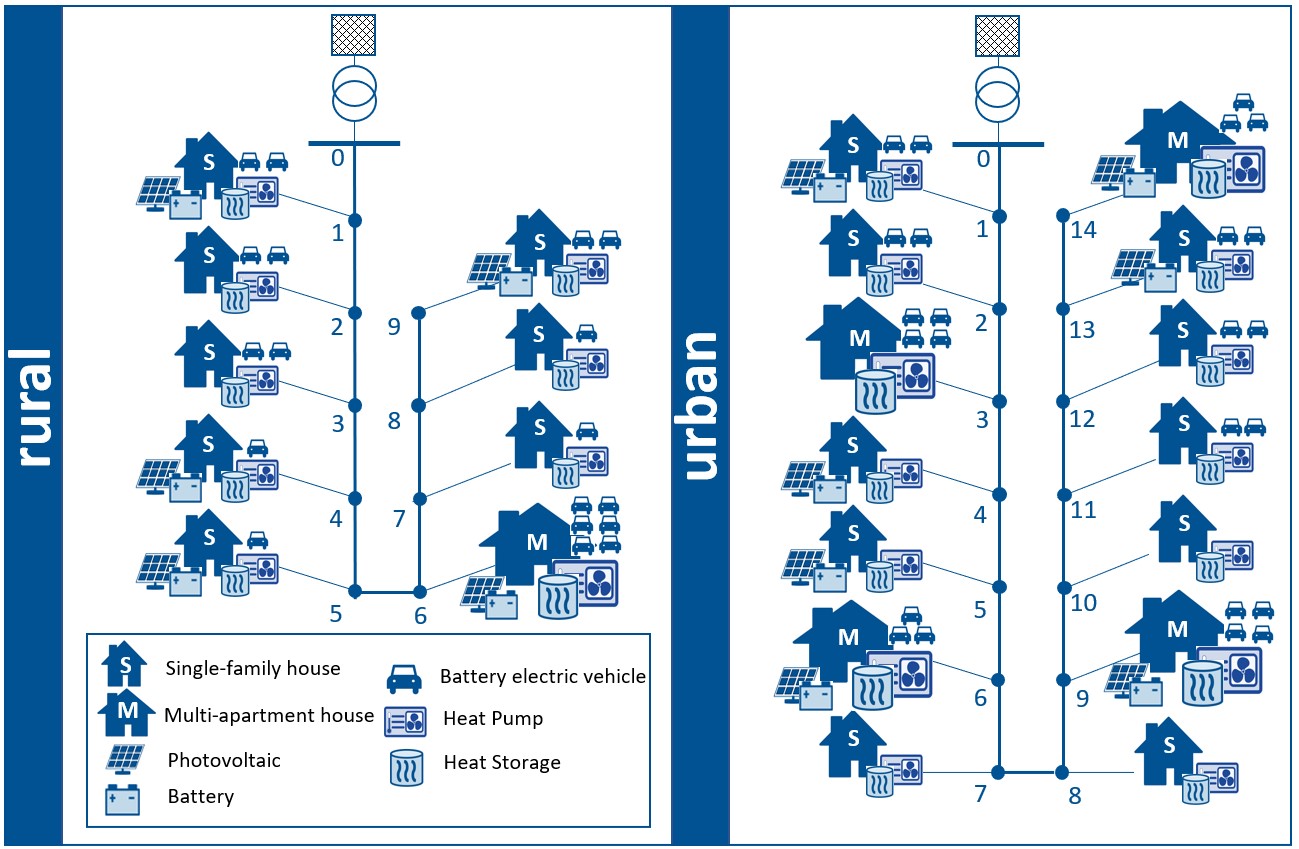 rural
0
S
1
S
2
S
3
S
4
S
5
S
9
S
8
S
7
M
6
S Single-family house
M Multi-apartment house
Photovoltaic
Battery
Battery electric vehicle
Heat Pump
Heat Storage
urban
0
S
1
S
2
M
3
S
4
S
5
M
6
S
7
M
14
S
13
S
12
S
11
S
10
M
9
S
8